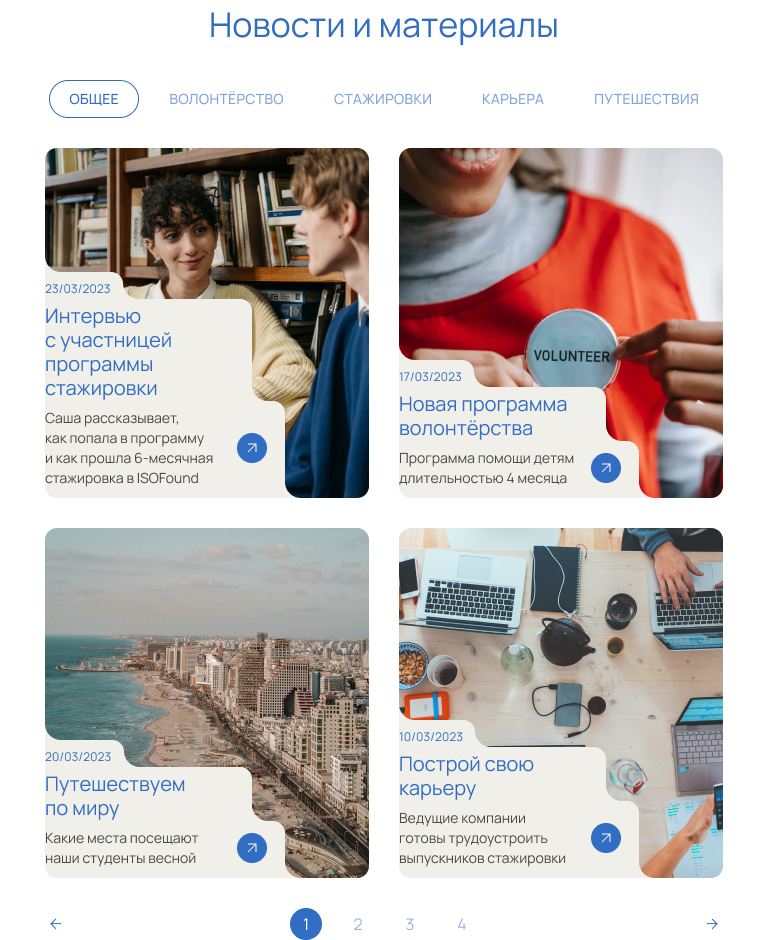 Новости и материалы
ОБЩЕЕ
ВОЛОНТЁРСТВО
СТАЖИРОВКИ
КАРЬЕРА
ПУТЕШЕСТВИЯ
23/03/2023
Интервью
с участницей
программы
стажировки
Саша рассказывает,
как попала в программу
и как прошла 6-месячная
стажировка в ISOFound
VOLUNTEER
17/03/2023
Новая программа
волонтёрства
Программа помощи детям
длительностью 4 месяца
20/03/2023
Путешествуем
по миру
Какие места посещают
наши студенты весной
10/03/2023
Построй свою
карьеру
Ведущие компании
готовы трудоустроить
выпускников стажировки
← 1 2 3 4 →